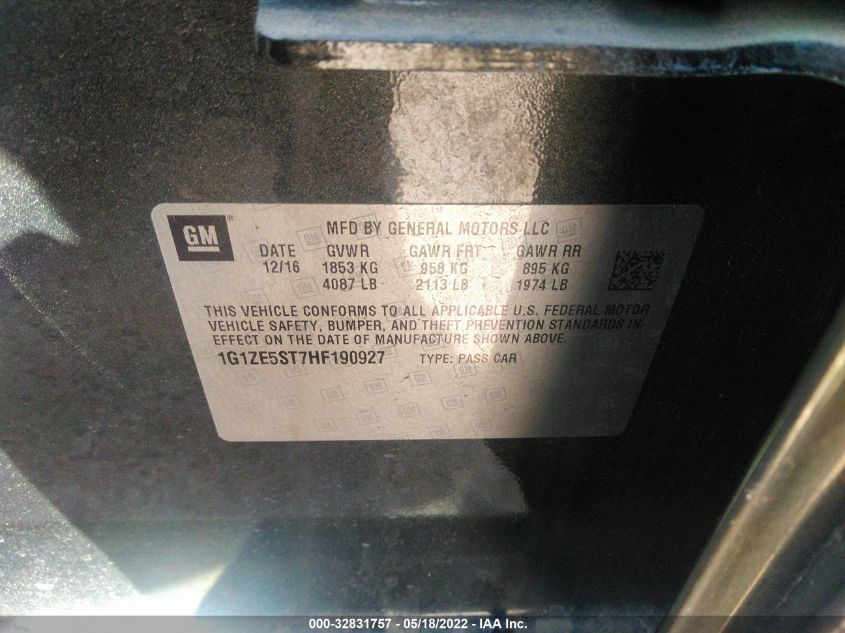 GM ®
MFD BY GENERAL MOTORS LLC
DATE GVWR GAWR FRT GAWR RR
12/16 1853 KG 958 KG 895 KG
4087 LB 2113 LB 1974 LB
THIS VEHICLE CONFORMS TO ALL APPLICABLE U.S. FEDERAL MOTOR
VEHICLE SAFETY, BUMPER, AND THEFT PREVENTION STANDARDS IN
EFFECT ON THE DATE OF MANUFACTURE SHOWN ABOVE.
1G1ZE5ST7HF190927 TYPE: PASS CAR
000-32831757 - 05/18/2022 - IAA Inc.